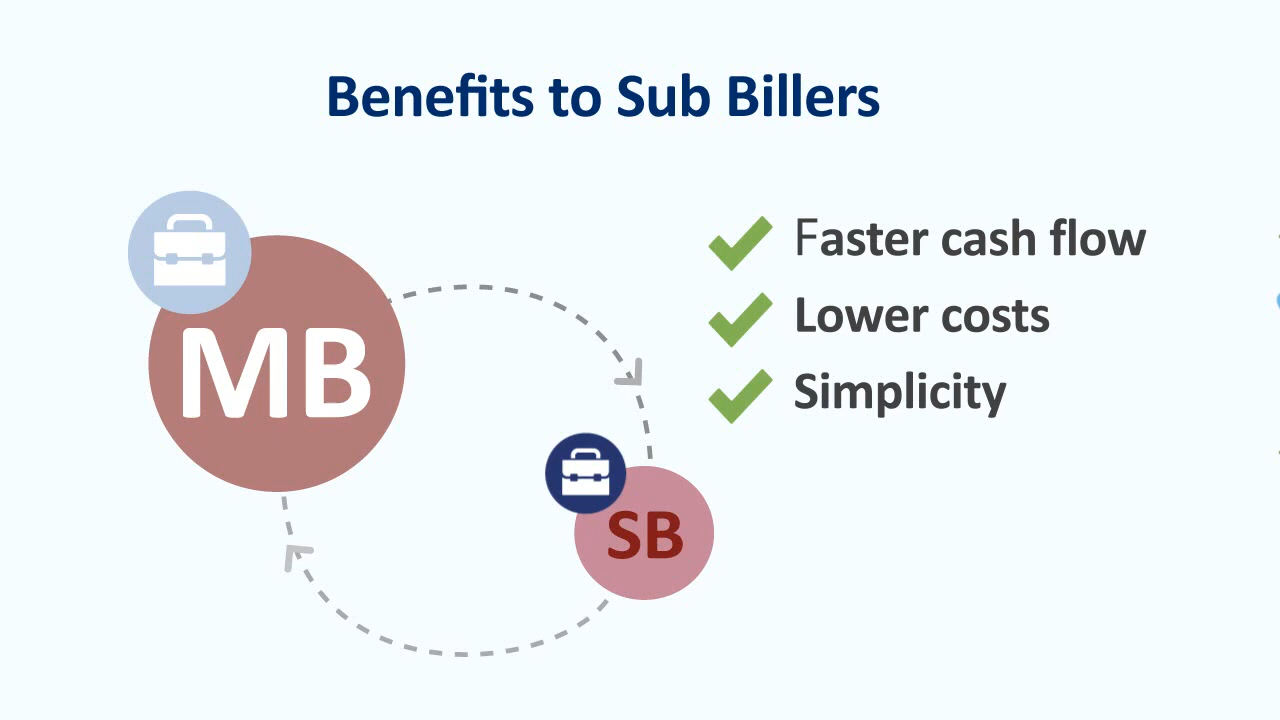 Benefits to Sub Billers
MB
SB
Faster cash flow
Lower costs
Simplicity